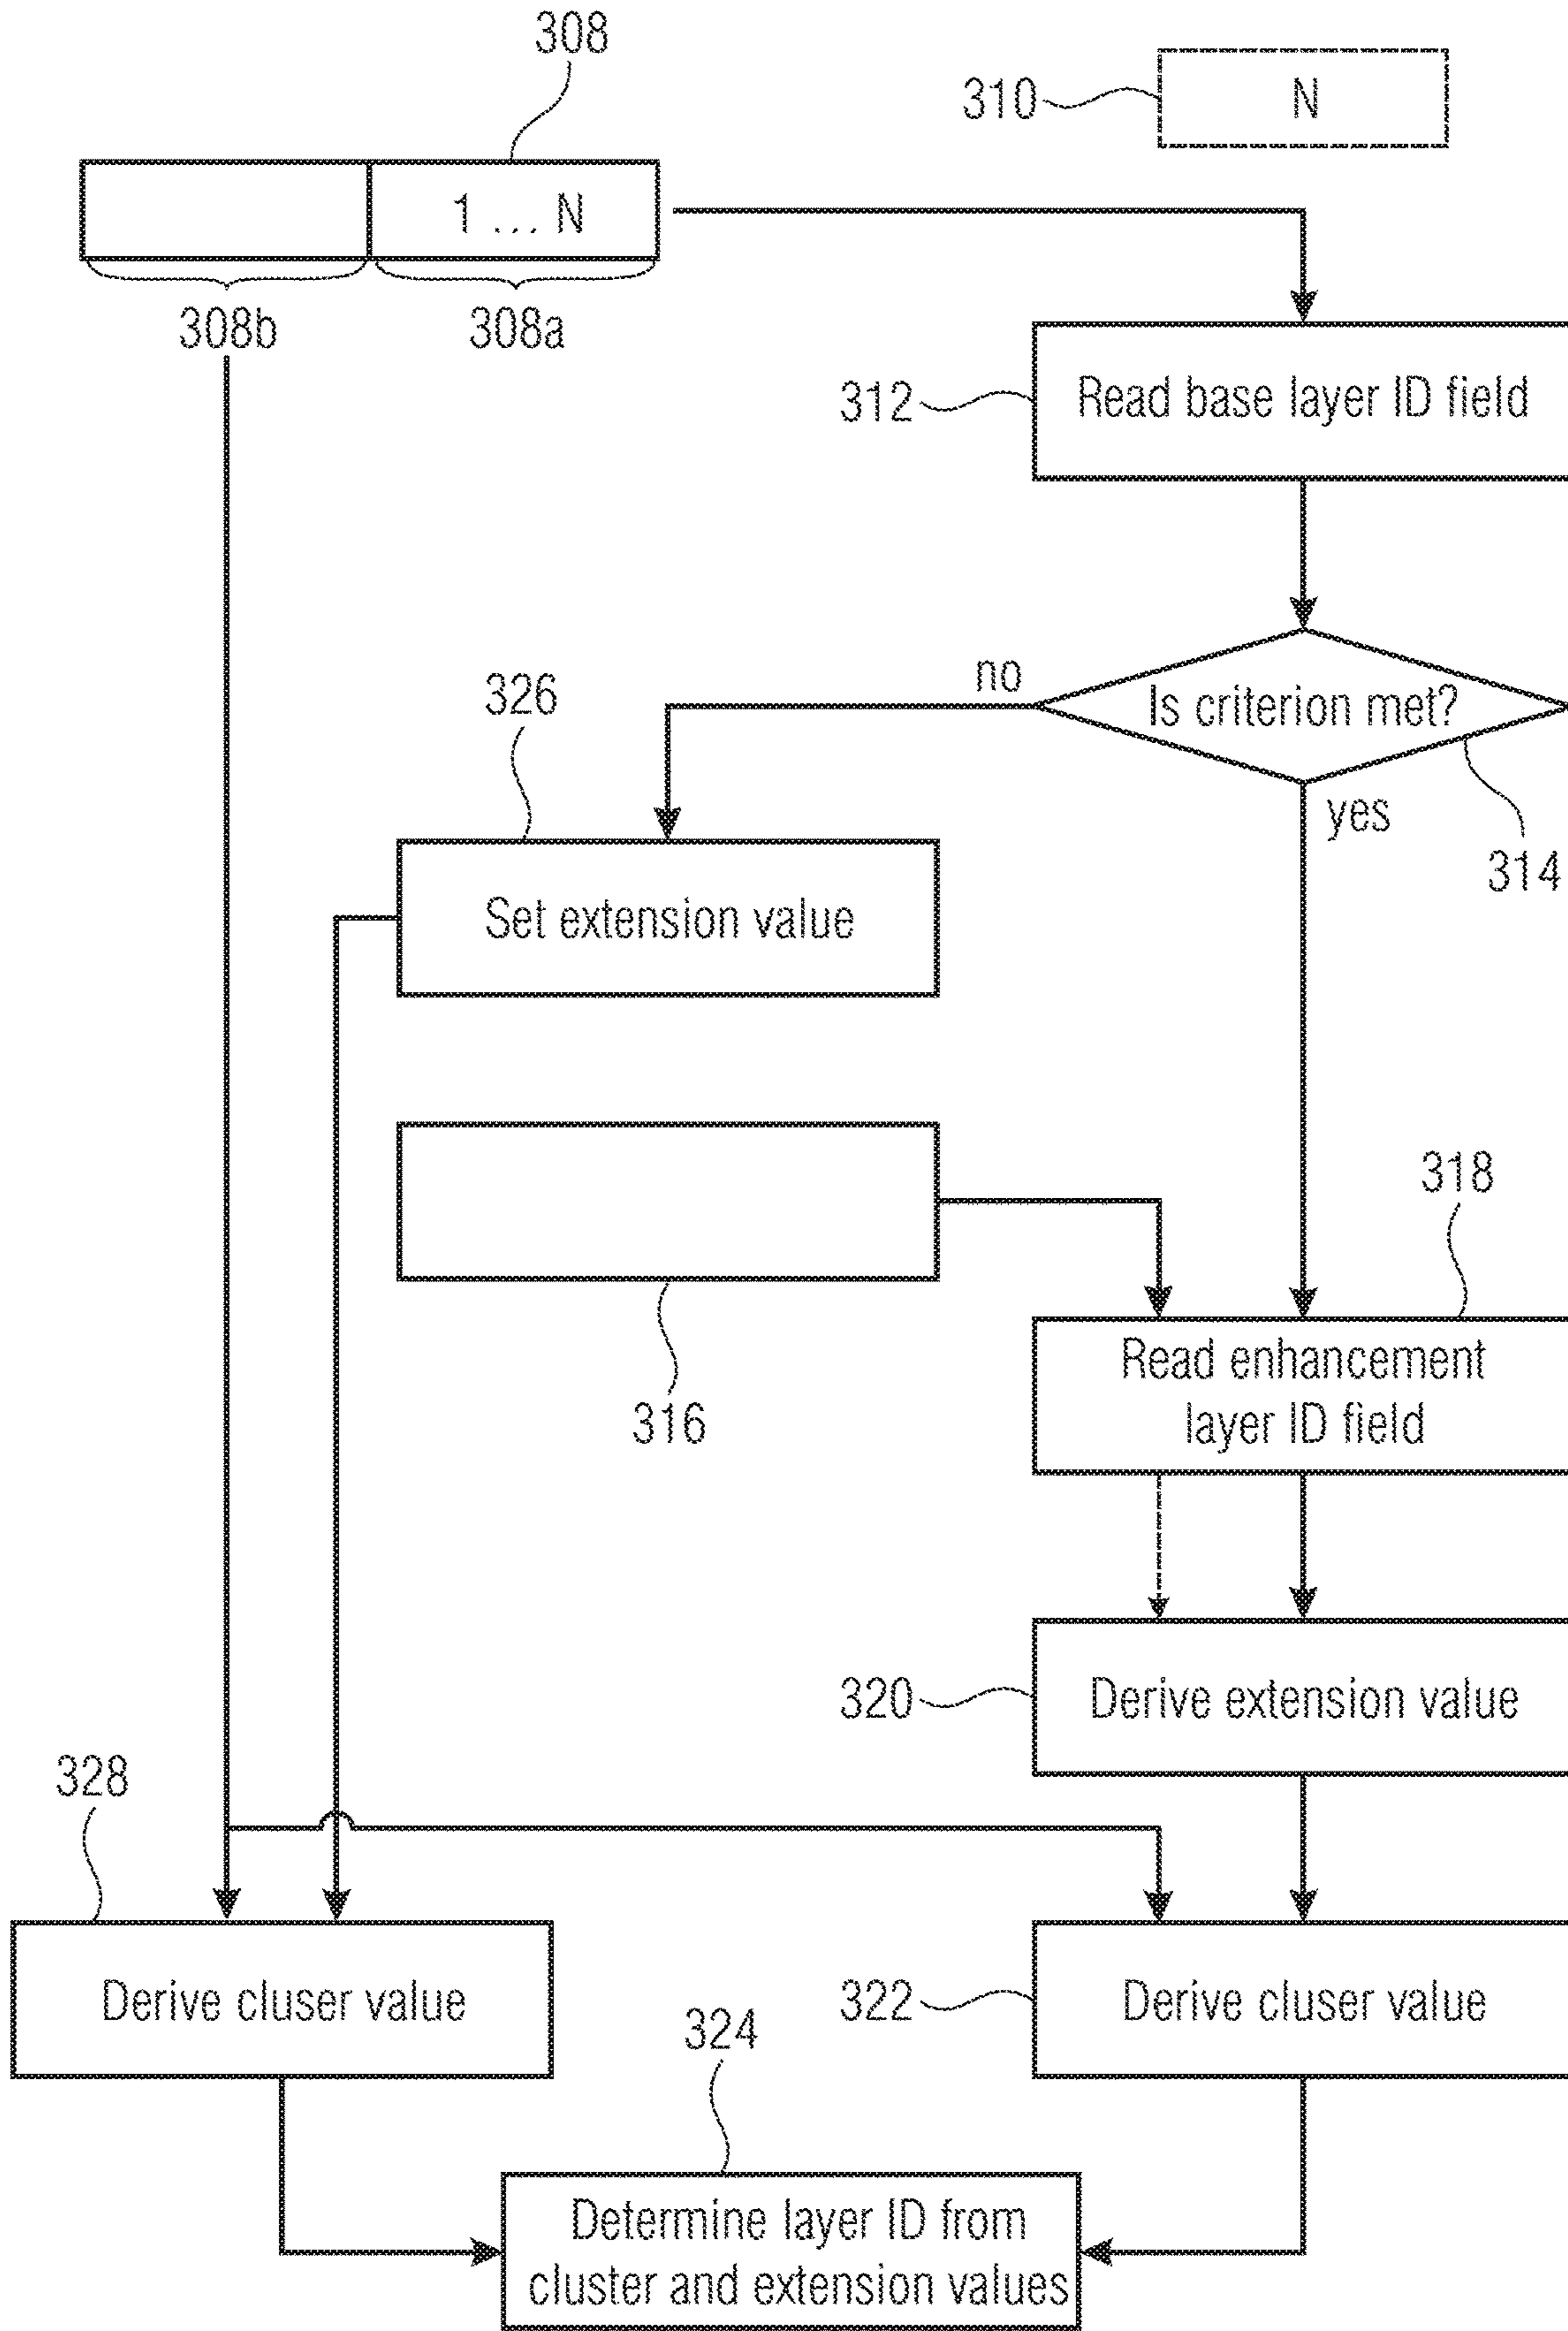 308
310
N
1 ... N
308b
308a
312
Read base layer ID field
no
Is criterion met?
326
yes
314
Set extension value
318
316
Read enhancement
layer ID field
320
Derive extension value
328
Derive cluser value
322
Derive cluser value
324
Determine layer ID from
cluster and extension values